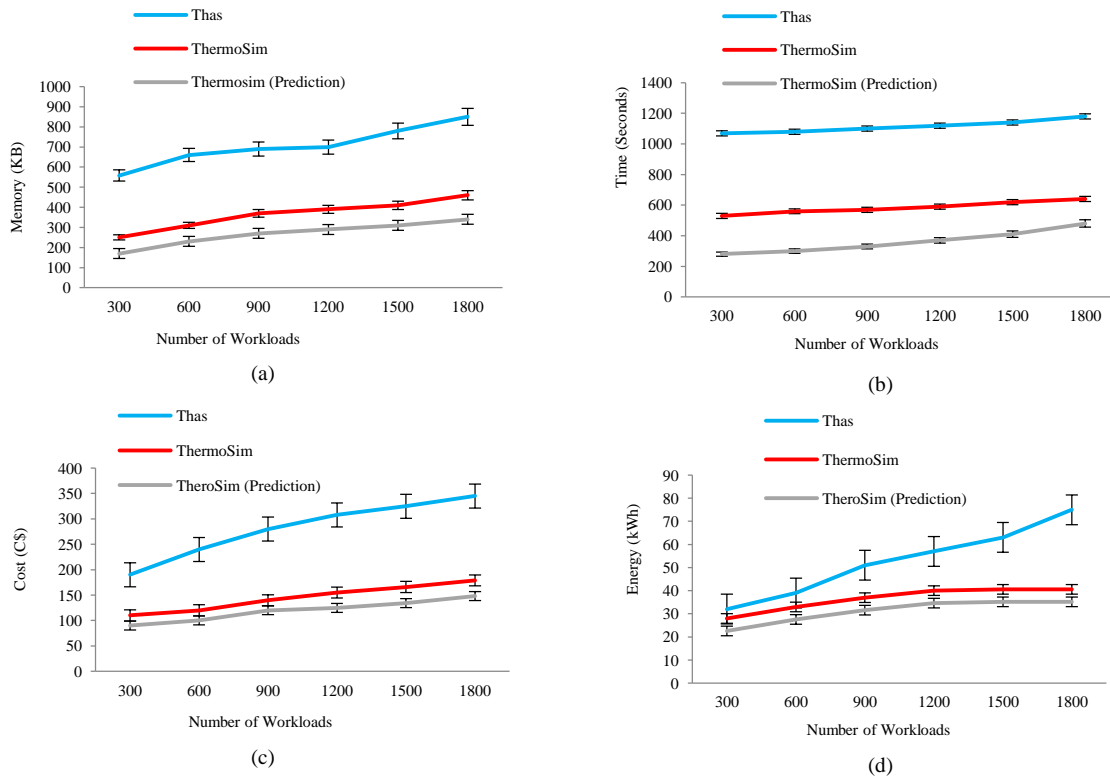 Thas
ThermoSim
Thermosim (Prediction)
1000
900
800
700
600
500
400
300
200
100
0
Memory (KB)
300 600 900 1200 1500 1800
Number of Workloads
(a)
Thas
ThermoSim
ThermoSim (Prediction)
1400
1200
1000
800
600
400
200
0
Time (Seconds)
300 600 900 1200 1500 1800
Number of Workloads
(b)
Thas
ThermoSim
TheroSim (Prediction)
400
350
300
250
200
150
100
50
0
Cost (C$)
300 600 900 1200 1500 1800
Number of Workloads
(c)
Thas
ThermoSim
TheroSim (Prediction)
90
80
70
60
50
40
30
20
10
0
Energy (kWh)
300 600 900 1200 1500 1800
Number of Workloads
(d)